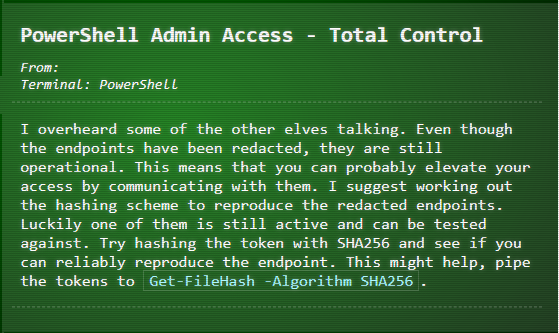 PowerShell Admin Access - Total Control
From:
Terminal: PowerShell
I overheard some of the other elves talking. Even though
the endpoints have been redacted, they are still
operational. This means that you can probably elevate your
access by communicating with them. I suggest working out
the hashing scheme to reproduce the redacted endpoints.
Luckily one of them is still active and can be tested
against. Try hashing the token with SHA256 and see if you
can reliably reproduce the endpoint. This might help, pipe
the tokens to Get-FileHash -Algorithm SHA256.